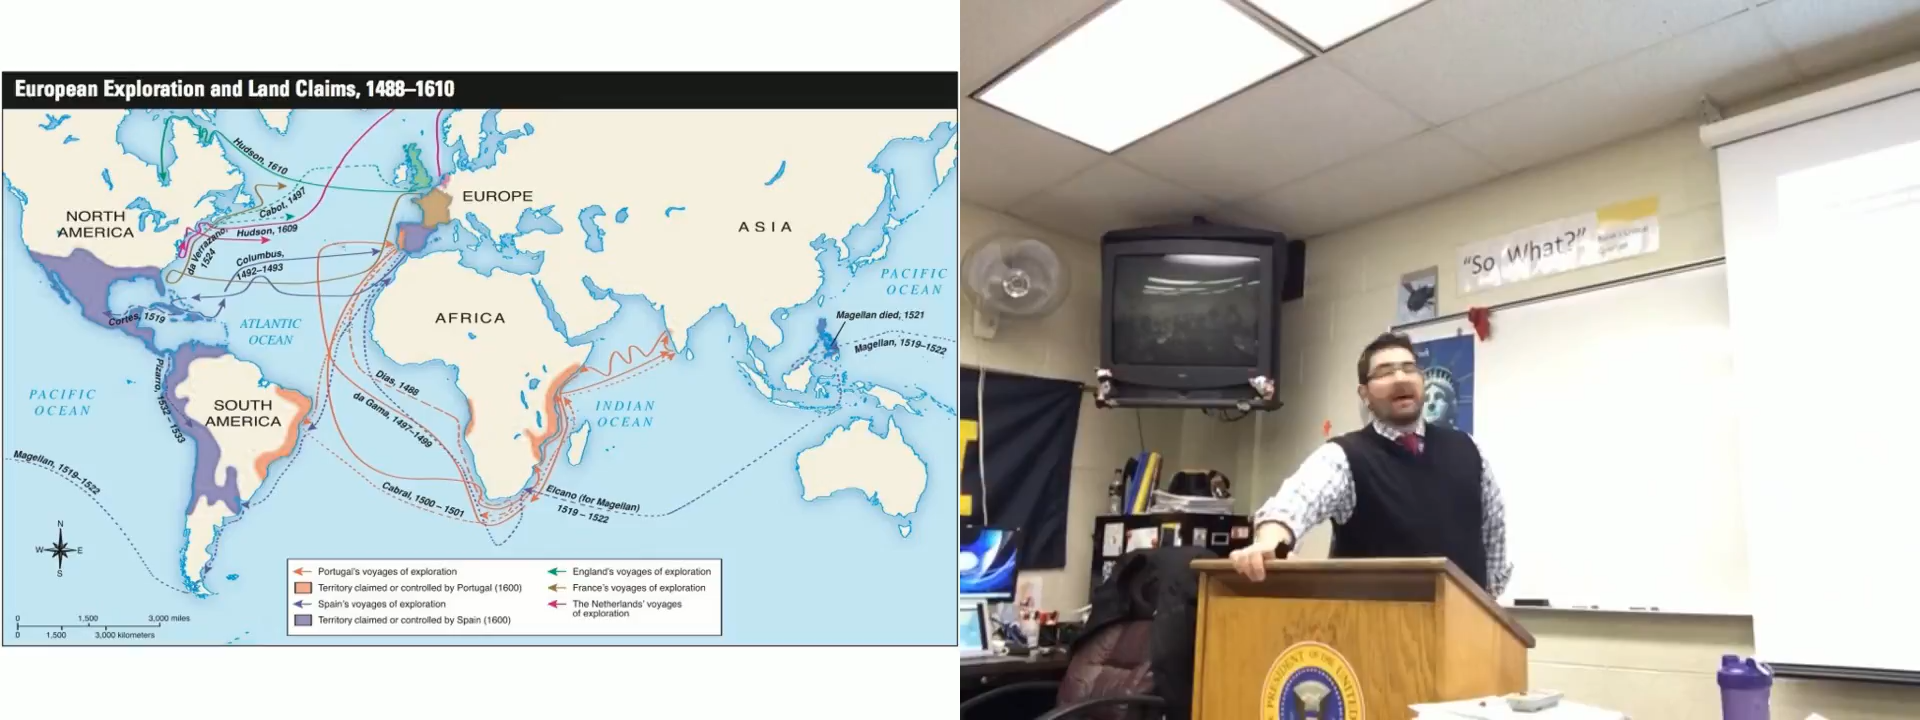 European Exploration and Land Claims, 1488–1610
Hudson, 1610
Cabot, 1497
Hudson, 1609
da Verrazano,
1524
Columbus,
1492–1493
NORTH
AMERICA
EUROPE
ASIA
PACIFIC
OCEAN
Cortés, 1519
ATLANTIC
OCEAN
AFRICA
Magellan died, 1521
Magellan, 1519–1522
Pizarro, 1532–1533
PACIFIC
OCEAN
SOUTH
AMERICA
Dias, 1488
da Gama, 1497–1499
INDIAN
OCEAN
Magellan, 1519–1522
Cabral, 1500–1501
Elcano (for Magellan)
1519–1522
N
W E
S
0 1,500 3,000 miles
0 1,500 3,000 kilometers
Portugal's voyages of exploration
Territory claimed or controlled by Portugal (1600)
Spain's voyages of exploration
Territory claimed or controlled by Spain (1600)
England's voyages of exploration
France's voyages of exploration
The Netherlands' voyages
of exploration
"So What?"
PRESIDENT OF THE UNITED